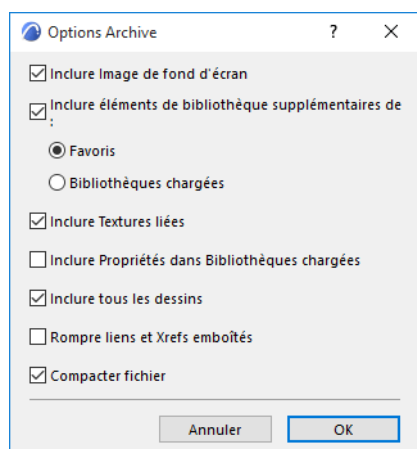 Options Archive
?
Inclure Image de fond d'écran
Inclure éléments de bibliothèque supplémentaires de
:
Favoris
Bibliothèques chargées
Inclure Textures liées
Inclure Propriétés dans Bibliothèques chargées
Inclure tous les dessins
Rompre liens et Xrefs emboîtés
Compacter fichier
Annuler OK